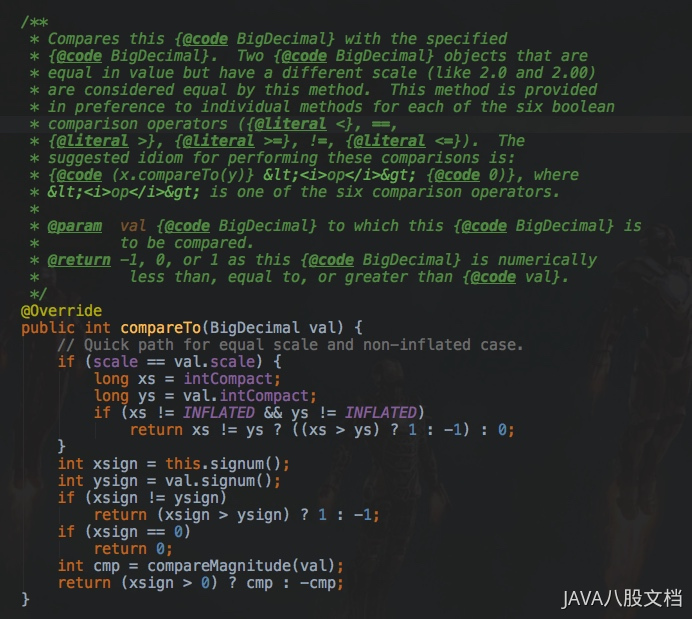 /**
 * Compares this {@code BigDecimal} with the specified
 * {@code BigDecimal}.  Two {@code BigDecimal} objects that are
 * equal in value but have a different scale (like 2.0 and 2.00)
 * are considered equal by this method.  This method is provided
 * in preference to individual methods for each of the six boolean
 * comparison operators ({@literal <}, ==,
 * {@literal >}, {@literal >=}, !=, {@literal <=}).  The
 * suggested idiom for performing these comparisons is:
 * {@code (x.compareTo(y)} &lt;<i>op</i>&gt; {@code 0)}, where
 * &lt;<i>op</i>&gt; is one of the six comparison operators.
 *
 * @param  val {@code BigDecimal} to which this {@code BigDecimal} is
 *         to be compared.
 * @return -1, 0, or 1 as this {@code BigDecimal} is numerically
 *          less than, equal to, or greater than {@code val}.
 */
@Override
public int compareTo(BigDecimal val) {
    // Quick path for equal scale and non-inflated case.
    if (scale == val.scale) {
        long xs = intCompact;
        long ys = val.intCompact;
        if (xs != INFLATED && ys != INFLATED)
            return xs != ys ? ((xs > ys) ? 1 : -1) : 0;
    }
    int xsign = this.signum();
    int ysign = val.signum();
    if (xsign != ysign)
        return (xsign > ysign) ? 1 : -1;
    if (xsign == 0)
        return 0;
    int cmp = compareMagnitude(val);
    return (xsign > 0) ? cmp : -cmp;
}
JAVA八股文档